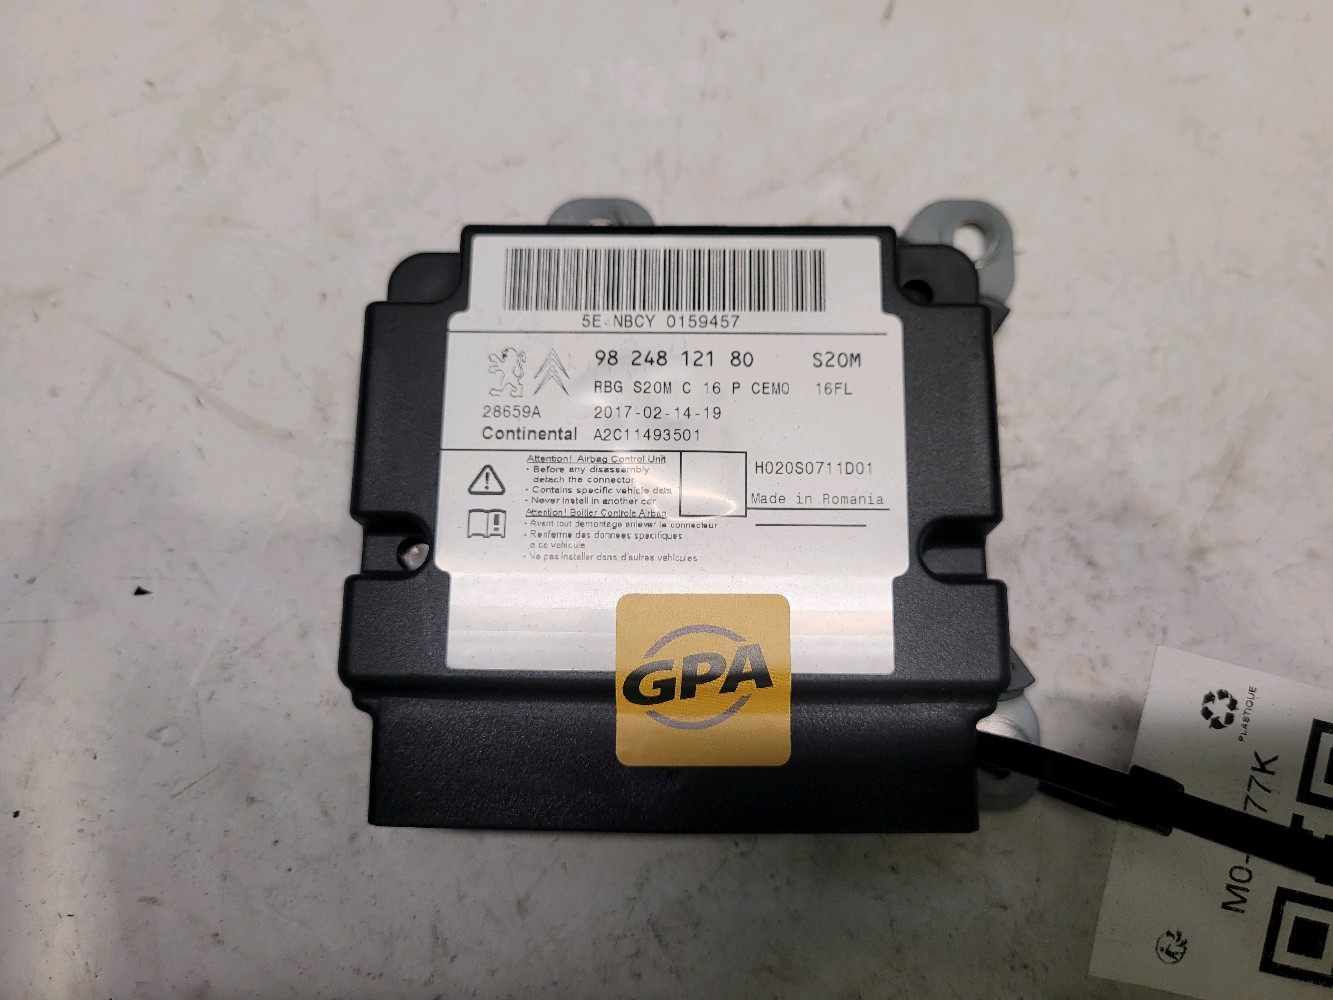 5E NBCY 0159457
98 248 121 80 S20M
RBG S20M C 16 P CEMO 16FL
28659A 2017-02-14-19
Continental A2C11493501
Attention! Airbag Control Unit
- Before any disassembly
detach the connector
- Contains specific vehicle data
- Never install in another car
Attention! Boitier Controle Airbag
- Avant tout demontage enlever le connecteur
- Renferme des donnees specifiques
a ce vehicule
- Ne pas installer dans d'autres vehicules
H020S0711D01
Made in Romania
GPA
PLASTIQUE
M0-
77K